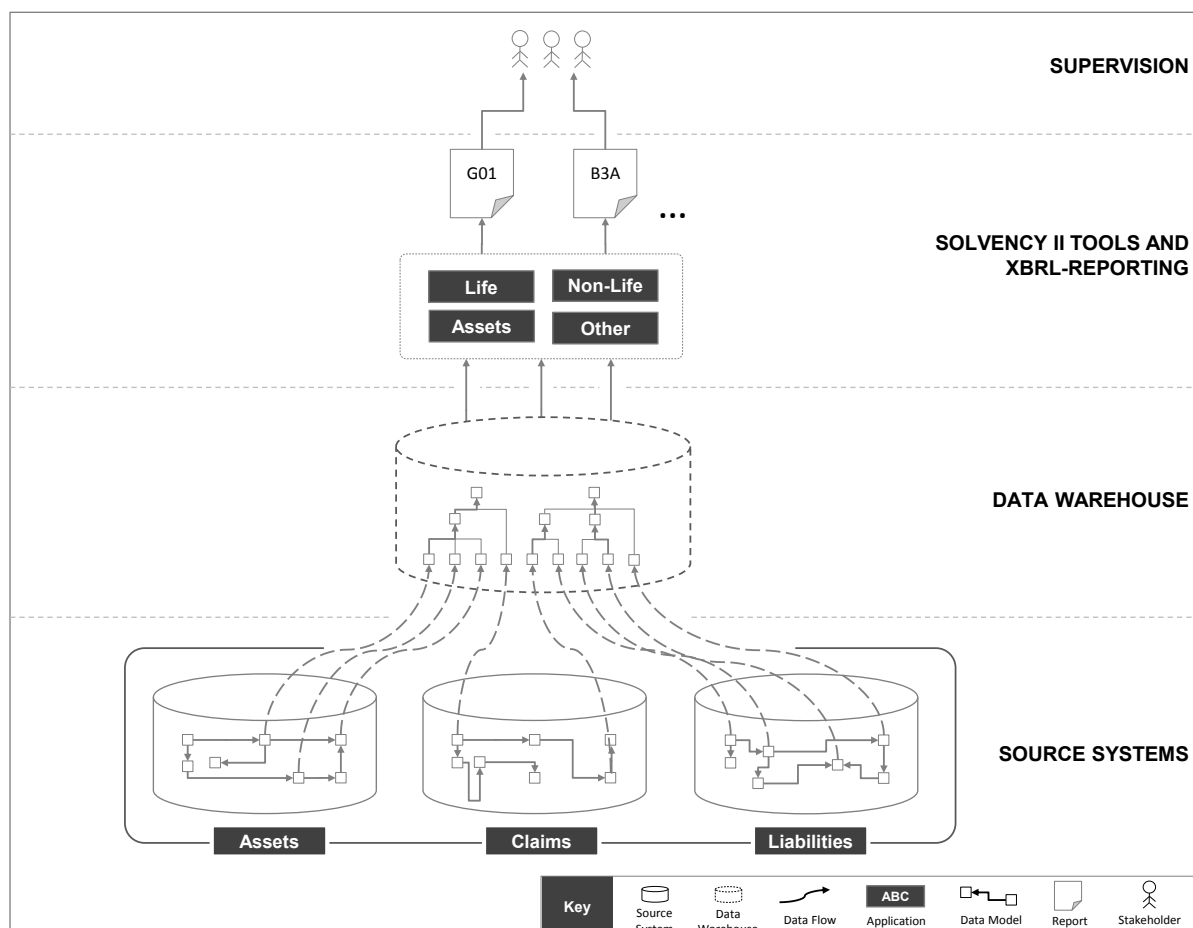 SUPERVISION
G01
B3A
...
SOLVENCY II TOOLS AND
XBRL-REPORTING
Life
Non-Life
Assets
Other
DATA WAREHOUSE
SOURCE SYSTEMS
Assets
Claims
Liabilities
Key
Source
System
Data
Warehouse
Data Flow
ABC
Application
Data Model
Report
Stakeholder